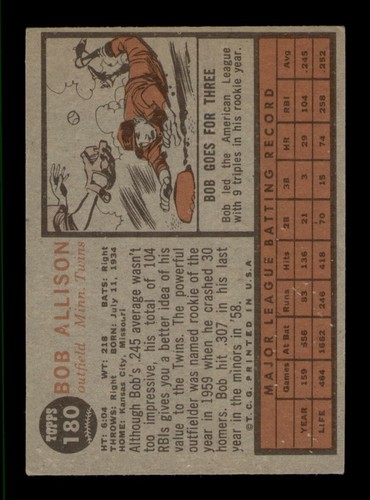 TOPPS
180
BOB ALLISON
outfield Minn. Twins
HT: 6:04 WT: 218 BATS: Right
THROWS: Right BORN: July 11, 1934
HOME: Kansas City, Missouri
Although Bob's .245 average wasn't
too impressive, his total of 104
RBIs gives you a better idea of his
value to the Twins. The powerful
outfielder was named rookie of the
year in 1959 when he crashed 30
homers. Bob hit .307 in his last
year in the minors in '58.
© T. C. G. PRINTED IN U.S.A.
BOB GOES FOR THREE
Bob led the American League
with 9 triples in his rookie year.
MAJOR LEAGUE BATTING RECORD
Games At Bat Runs Hits 2B 3B HR RBI Avg
YEAR 159 556 83 136 21 3 29 104 .245
LIFE 464 1662 246 418 70 15 74 258 .252